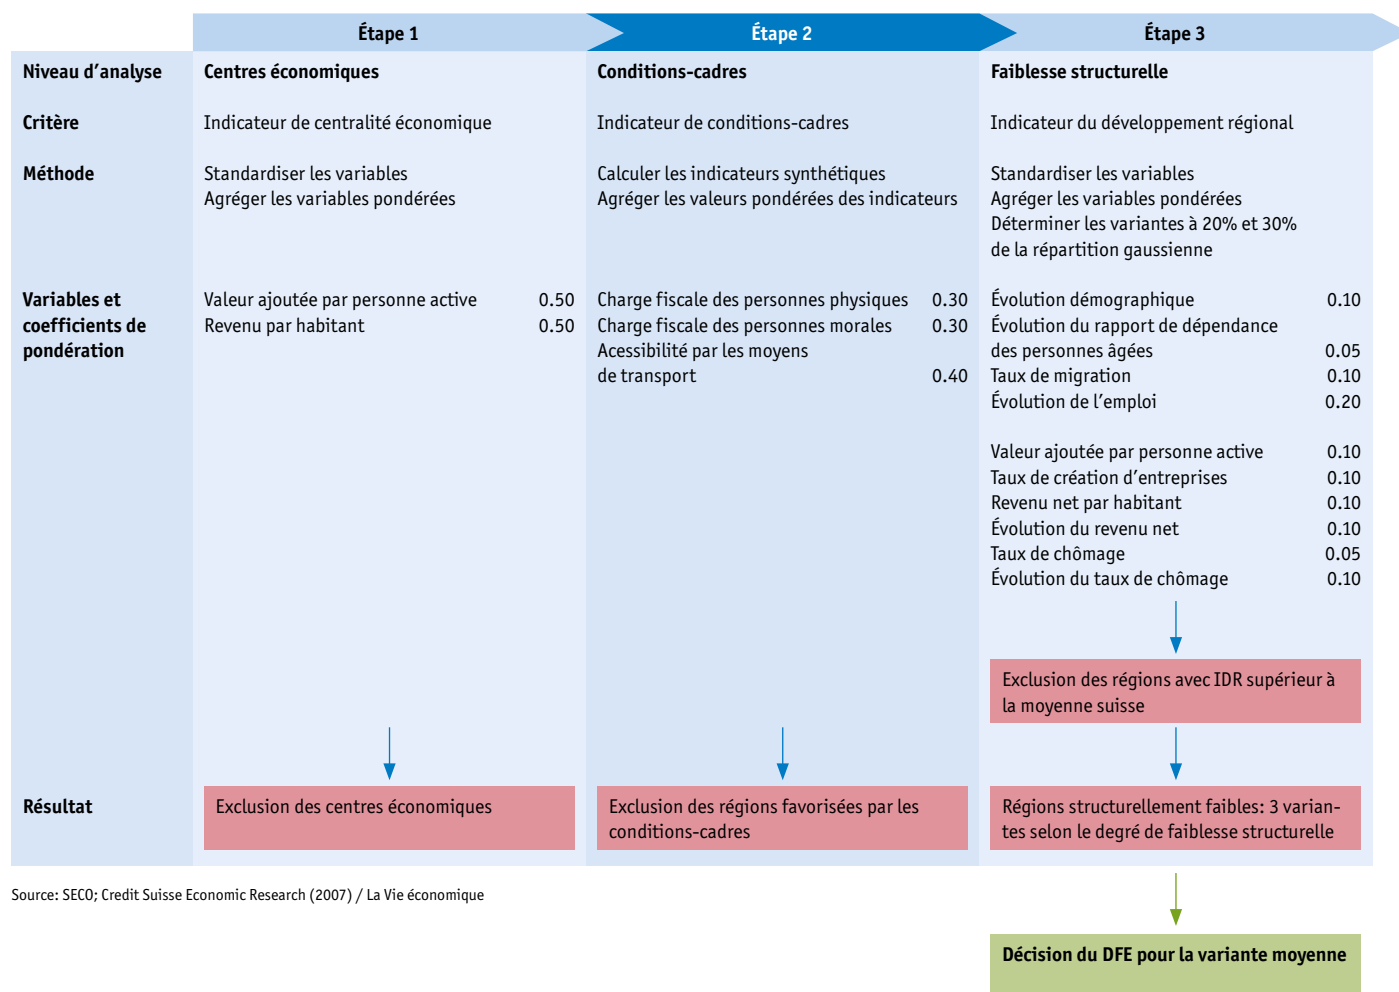 Étape 1
Étape 2
Étape 3
Niveau d'analyse
Centres économiques
Conditions-cadres
Faiblesse structurelle
Critère
Indicateur de centralité économique
Indicateur de conditions-cadres
Indicateur du développement régional
Méthode
Standardiser les variables
Agréger les variables pondérées
Calculer les indicateurs synthétiques
Agréger les valeurs pondérées des indicateurs
Standardiser les variables
Agréger les variables pondérées
Déterminer les variantes à 20% et 30%
de la répartition gaussienne
Variables et
coefficients de
pondération
Valeur ajoutée par personne active 0.50
Revenu par habitant 0.50
Charge fiscale des personnes physiques 0.30
Charge fiscale des personnes morales 0.30
Acessibilité par les moyens
de transport 0.40
Évolution démographique 0.10
Évolution du rapport de dépendance
des personnes âgées 0.05
Taux de migration 0.10
Évolution de l'emploi 0.20
Valeur ajoutée par personne active 0.10
Taux de création d'entreprises 0.10
Revenu net par habitant 0.10
Évolution du revenu net 0.10
Taux de chômage 0.05
Évolution du taux de chômage 0.10
Exclusion des régions avec IDR supérieur à
la moyenne suisse
Résultat
Exclusion des centres économiques
Exclusion des régions favorisées par les
conditions-cadres
Régions structurellement faibles: 3 varian-
tes selon le degré de faiblesse structurelle
Source: SECO; Credit Suisse Economic Research (2007) / La Vie économique
Décision du DFE pour la variante moyenne